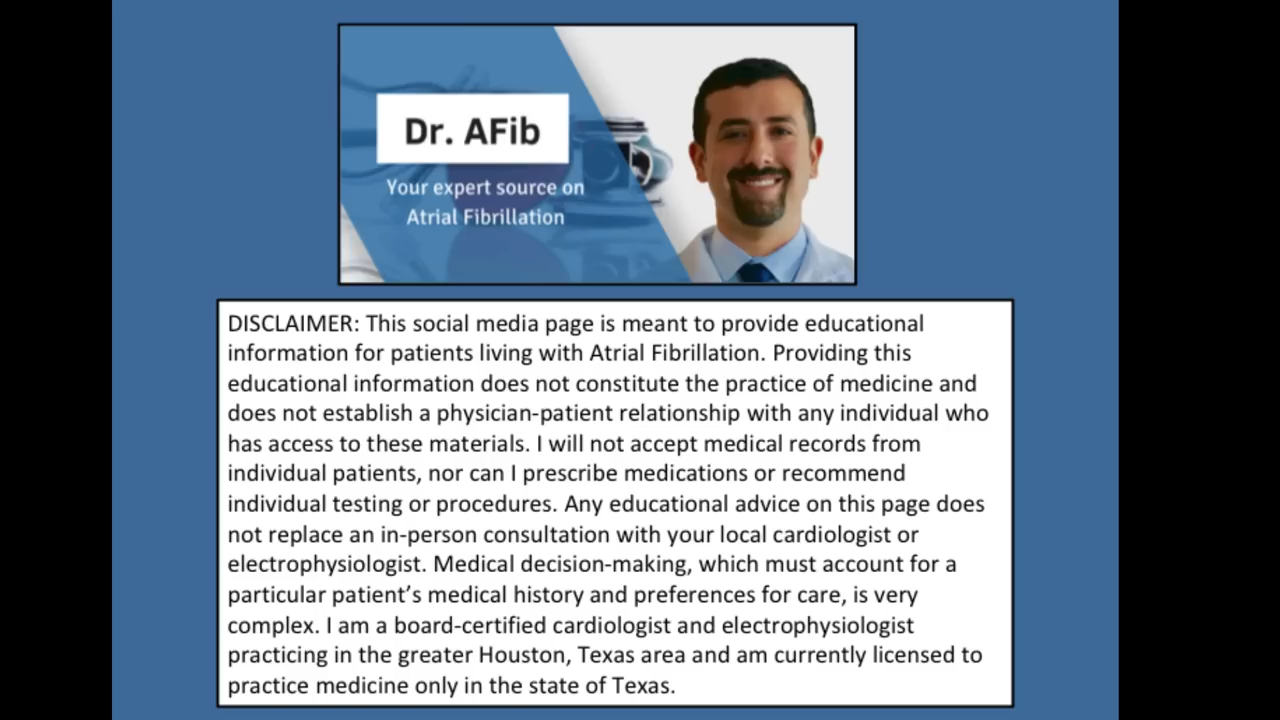 Dr. AFib
Your expert source on
Atrial Fibrillation
DISCLAIMER: This social media page is meant to provide educational
information for patients living with Atrial Fibrillation. Providing this
educational information does not constitute the practice of medicine and
does not establish a physician-patient relationship with any individual who
has access to these materials. I will not accept medical records from
individual patients, nor can I prescribe medications or recommend
individual testing or procedures. Any educational advice on this page does
not replace an in-person consultation with your local cardiologist or
electrophysiologist. Medical decision-making, which must account for a
particular patient’s medical history and preferences for care, is very
complex. I am a board-certified cardiologist and electrophysiologist
practicing in the greater Houston, Texas area and am currently licensed to
practice medicine only in the state of Texas.